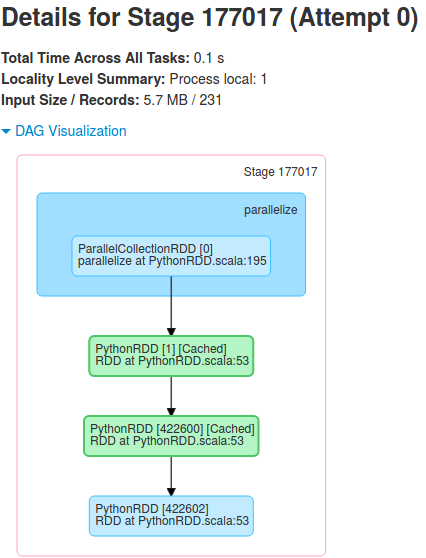 Details for Stage 177017 (Attempt 0)
Total Time Across All Tasks: 0.1 s
Locality Level Summary: Process local: 1
Input Size / Records: 5.7 MB / 231
DAG Visualization
Stage 177017
parallelize
ParallelCollectionRDD [0]
parallelize at PythonRDD.scala:195
PythonRDD [1] [Cached]
RDD at PythonRDD.scala:53
PythonRDD [422600] [Cached]
RDD at PythonRDD.scala:53
PythonRDD [422602]
RDD at PythonRDD.scala:53